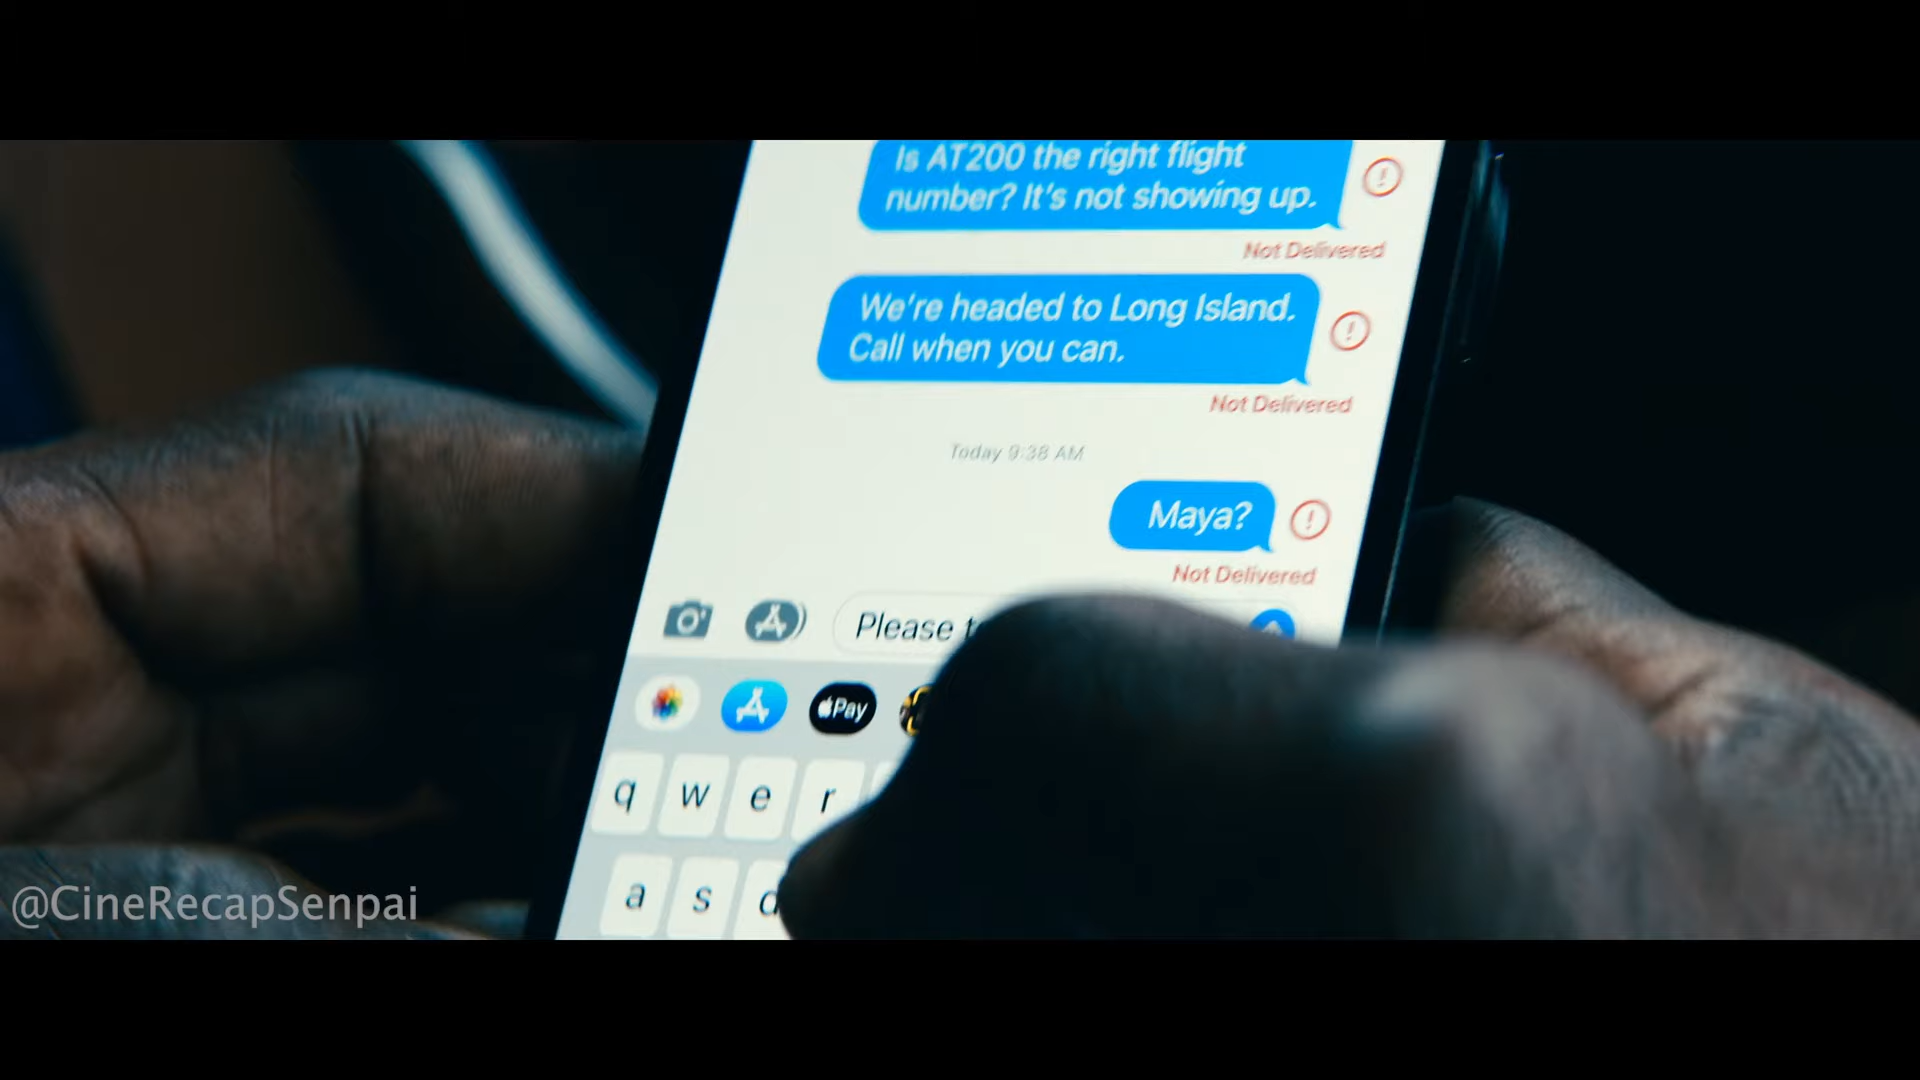 Is AT200 the right flight
number? It's not showing up.
Not Delivered
We're headed to Long Island.
Call when you can.
Not Delivered
Today 9:38 AM
Maya?
Not Delivered
Please
Pay
q w e r
a s d
@CineRecapSenpai